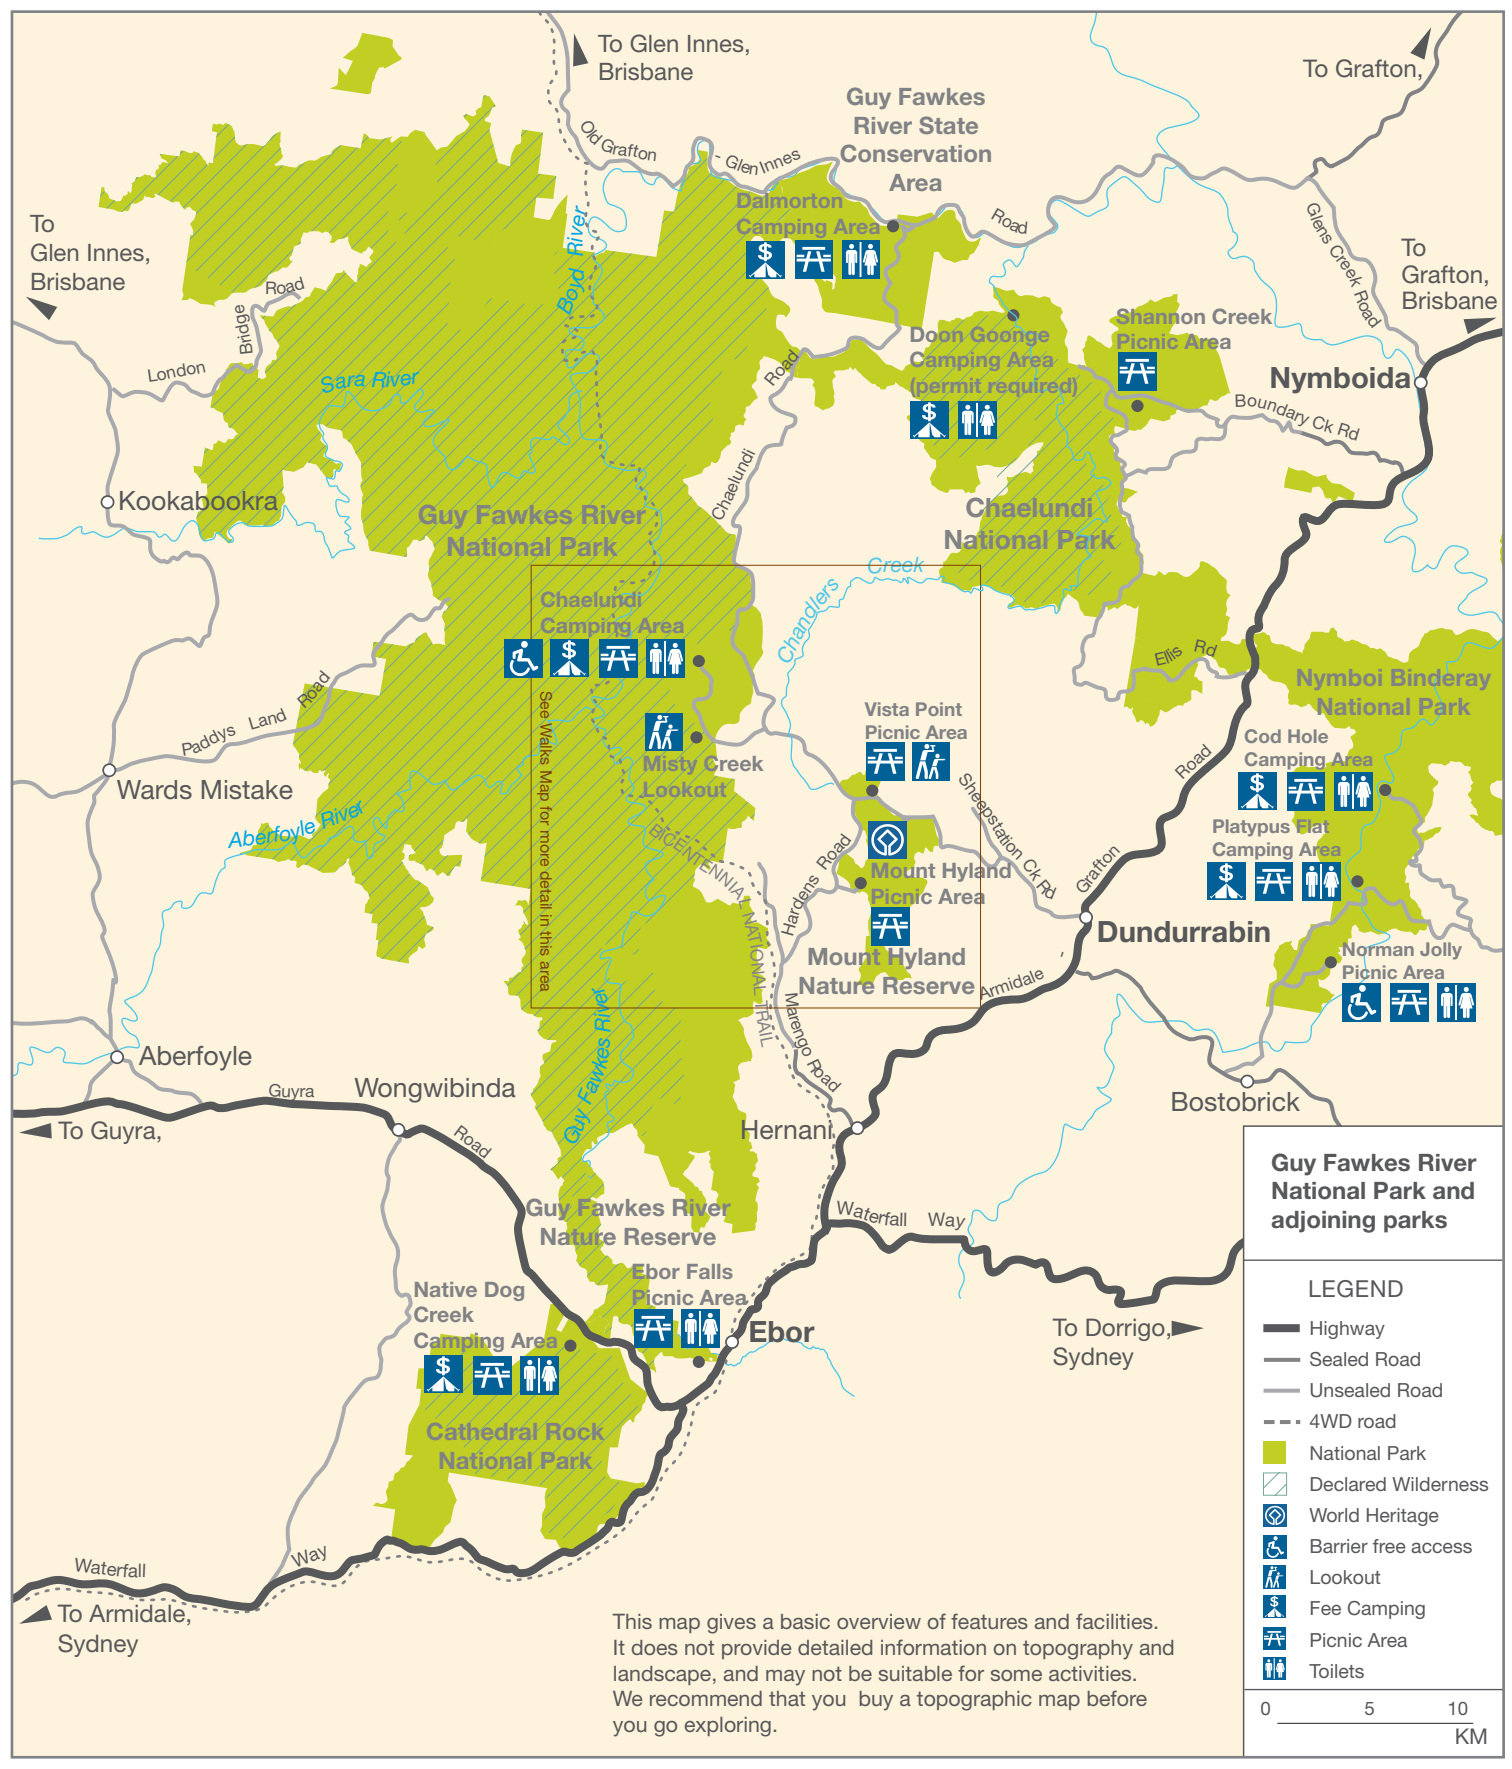 To Glen Innes,
Brisbane
To Grafton,
Guy Fawkes
River State
Conservation
Area
Old Grafton
- Glen Innes
Road
Dalmorton
Camping Area
$
To
Glen Innes,
Brisbane
Boyd River
Glens Creek Road
To
Grafton,
Brisbane
Bridge
Road
London
Sara River
Road
Doon Goonge
Camping Area
(permit required)
$
Shannon Creek
Picnic Area
Nymboida
Boundary Ck Rd
Kookabookra
Chaelundi
Guy Fawkes River
National Park
Chaelundi
National Park
Creek
Chandlers
Chaelundi
Camping Area
$
Ellis Rd
Nymboi Binderay
National Park
Paddys Land Road
See Walks Map for more detail in this area
Misty Creek
Lookout
Vista Point
Picnic Area
Cod Hole
Camping Area
$
Road
Wards Mistake
Sheepstation Ck Rd
Aberfoyle River
BICENTENNIAL NATIONAL TRAIL
Platypus Flat
Camping Area
$
Hardens Road
Mount Hyland
Picnic Area
Grafton
Dundurrabin
Mount Hyland
Nature Reserve
-
Armidale
Norman Jolly
Picnic Area
Guy Fawkes River
Marengo Road
Aberfoyle
Guyra
Wongwibinda
Bostobrick
To Guyra,
Road
Hernani
Guy Fawkes River
Nature Reserve
Waterfall Way
Ebor Falls
Picnic Area
Native Dog
Creek
Camping Area
$
Ebor
To Dorrigo,
Sydney
Cathedral Rock
National Park
Waterfall
Way
To Armidale,
Sydney
This map gives a basic overview of features and facilities.
It does not provide detailed information on topography and
landscape, and may not be suitable for some activities.
We recommend that you buy a topographic map before
you go exploring.
Guy Fawkes River
National Park and
adjoining parks
LEGEND
Highway
Sealed Road
Unsealed Road
4WD road
National Park
Declared Wilderness
World Heritage
Barrier free access
Lookout
$ Fee Camping
Picnic Area
Toilets
0 5 10
KM